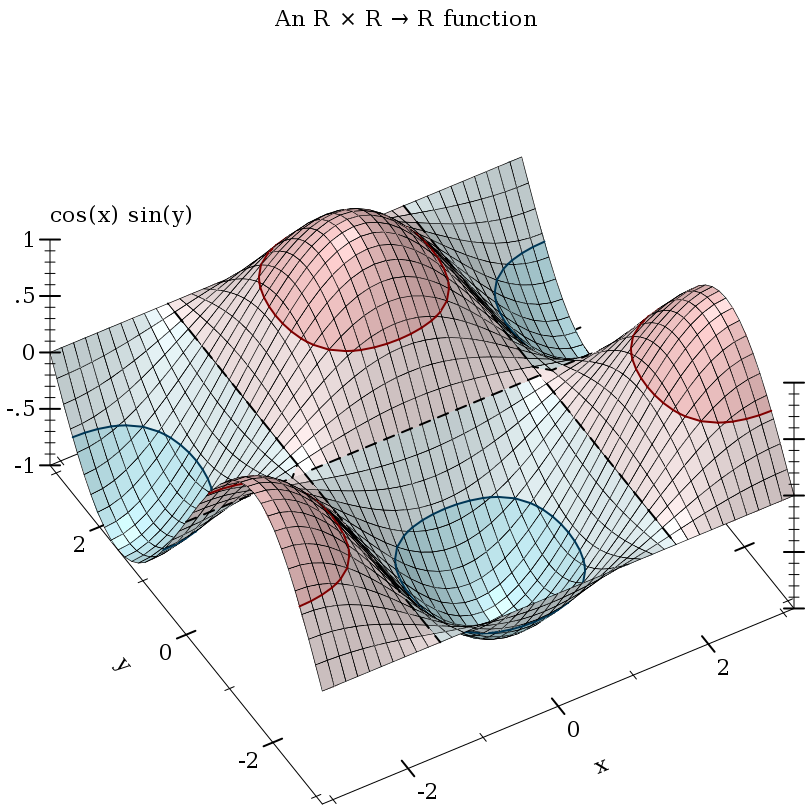 An R × R → R function
cos(x) sin(y)
1
.5
0
-.5
-1
2
0
-2
y
-2
0
2
x